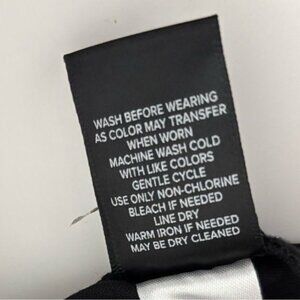 WASH BEFORE WEARING
AS COLOR MAY TRANSFER
WHEN WORN
MACHINE WASH COLD
WITH LIKE COLORS
GENTLE CYCLE
USE ONLY NON-CHLORINE
BLEACH IF NEEDED
LINE DRY
WARM IRON IF NEEDED
MAY BE DRY CLEANED